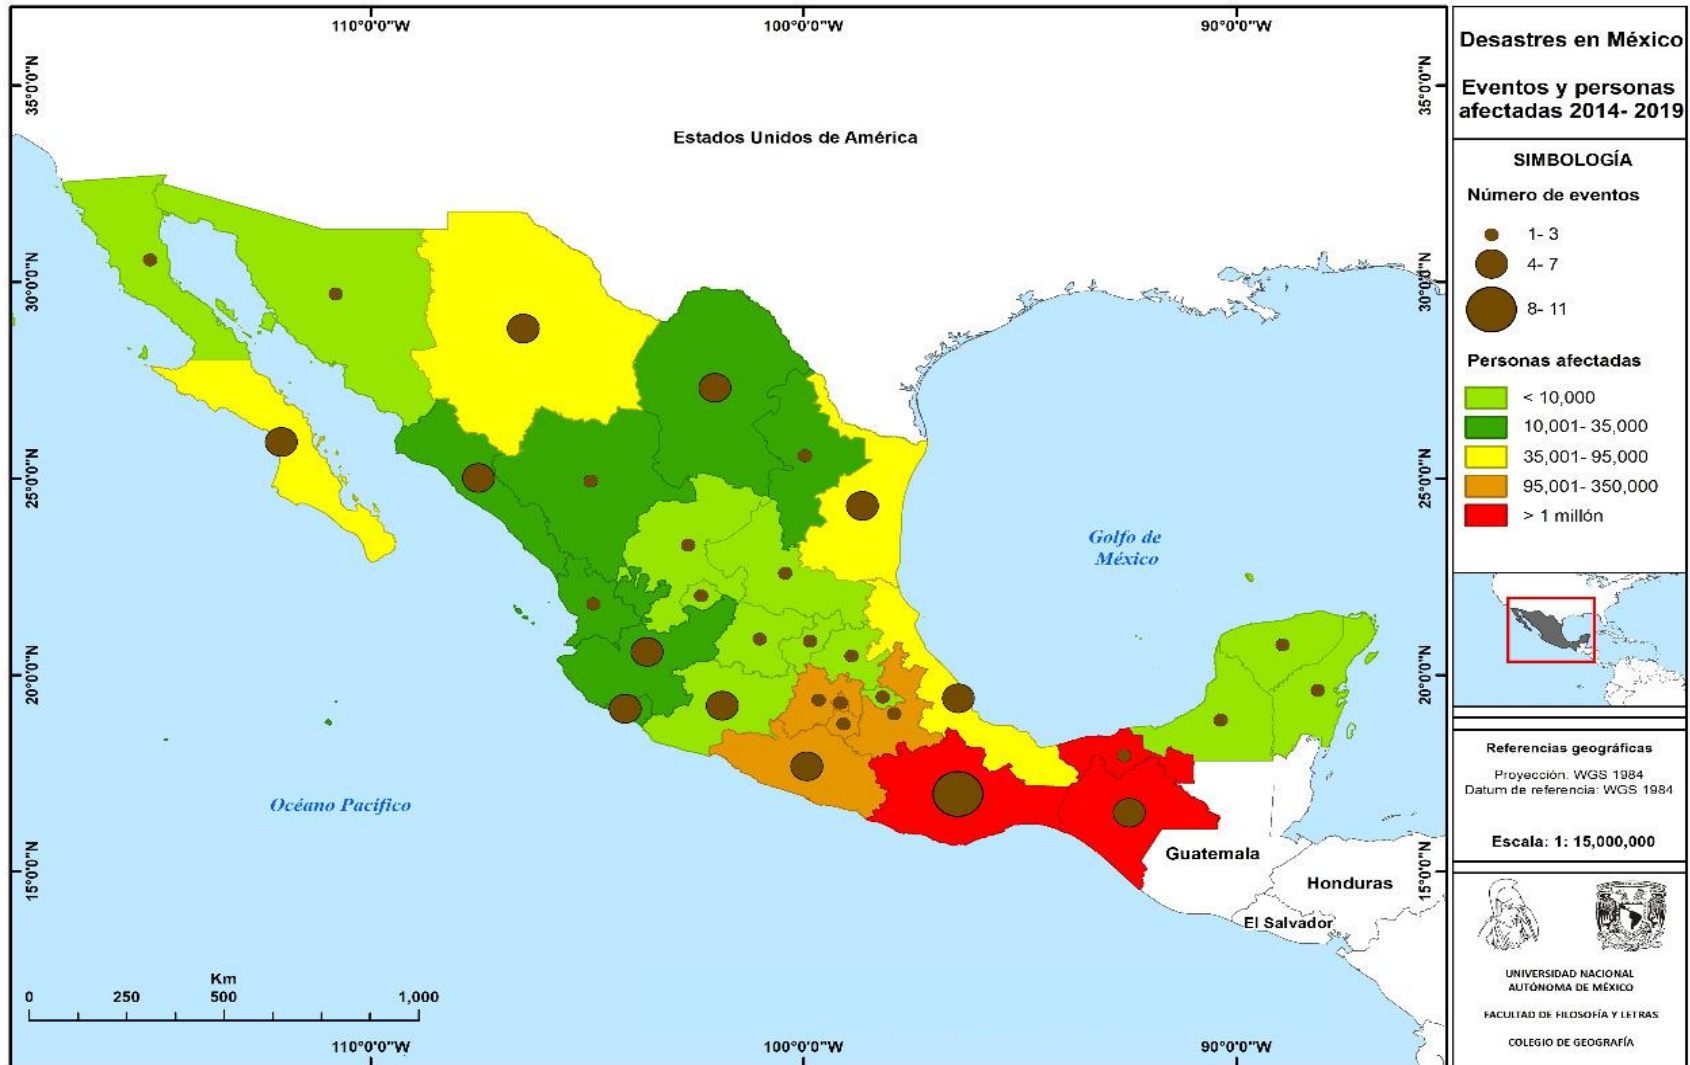 110°0'0"W
100°0'0"W
90°0'0"W
35°0'0"N
30°0'0"N
25°0'0"N
20°0'0"N
15°0'0"N
Estados Unidos de América
Golfo de
México
Océano Pacífico
Guatemala
Honduras
El Salvador
Km
0 250 500 1,000
110°0'0"W
100°0'0"W
90°0'0"W
35°0'0"N
30°0'0"N
25°0'0"N
20°0'0"N
15°0'0"N
Desastres en México
Eventos y personas
afectadas 2014- 2019
SIMBOLOGÍA
Número de eventos
1- 3
4- 7
8- 11
Personas afectadas
< 10,000
10,001- 35,000
35,001- 95,000
95,001- 350,000
> 1 millón
Referencias geográficas
Proyección: WGS 1984
Datum de referencia: WGS 1984
Escala: 1: 15,000,000
UNIVERSIDAD NACIONAL
AUTÓNOMA DE MÉXICO
FACULTAD DE FILOSOFÍA Y LETRAS
COLEGIO DE GEOGRAFÍA